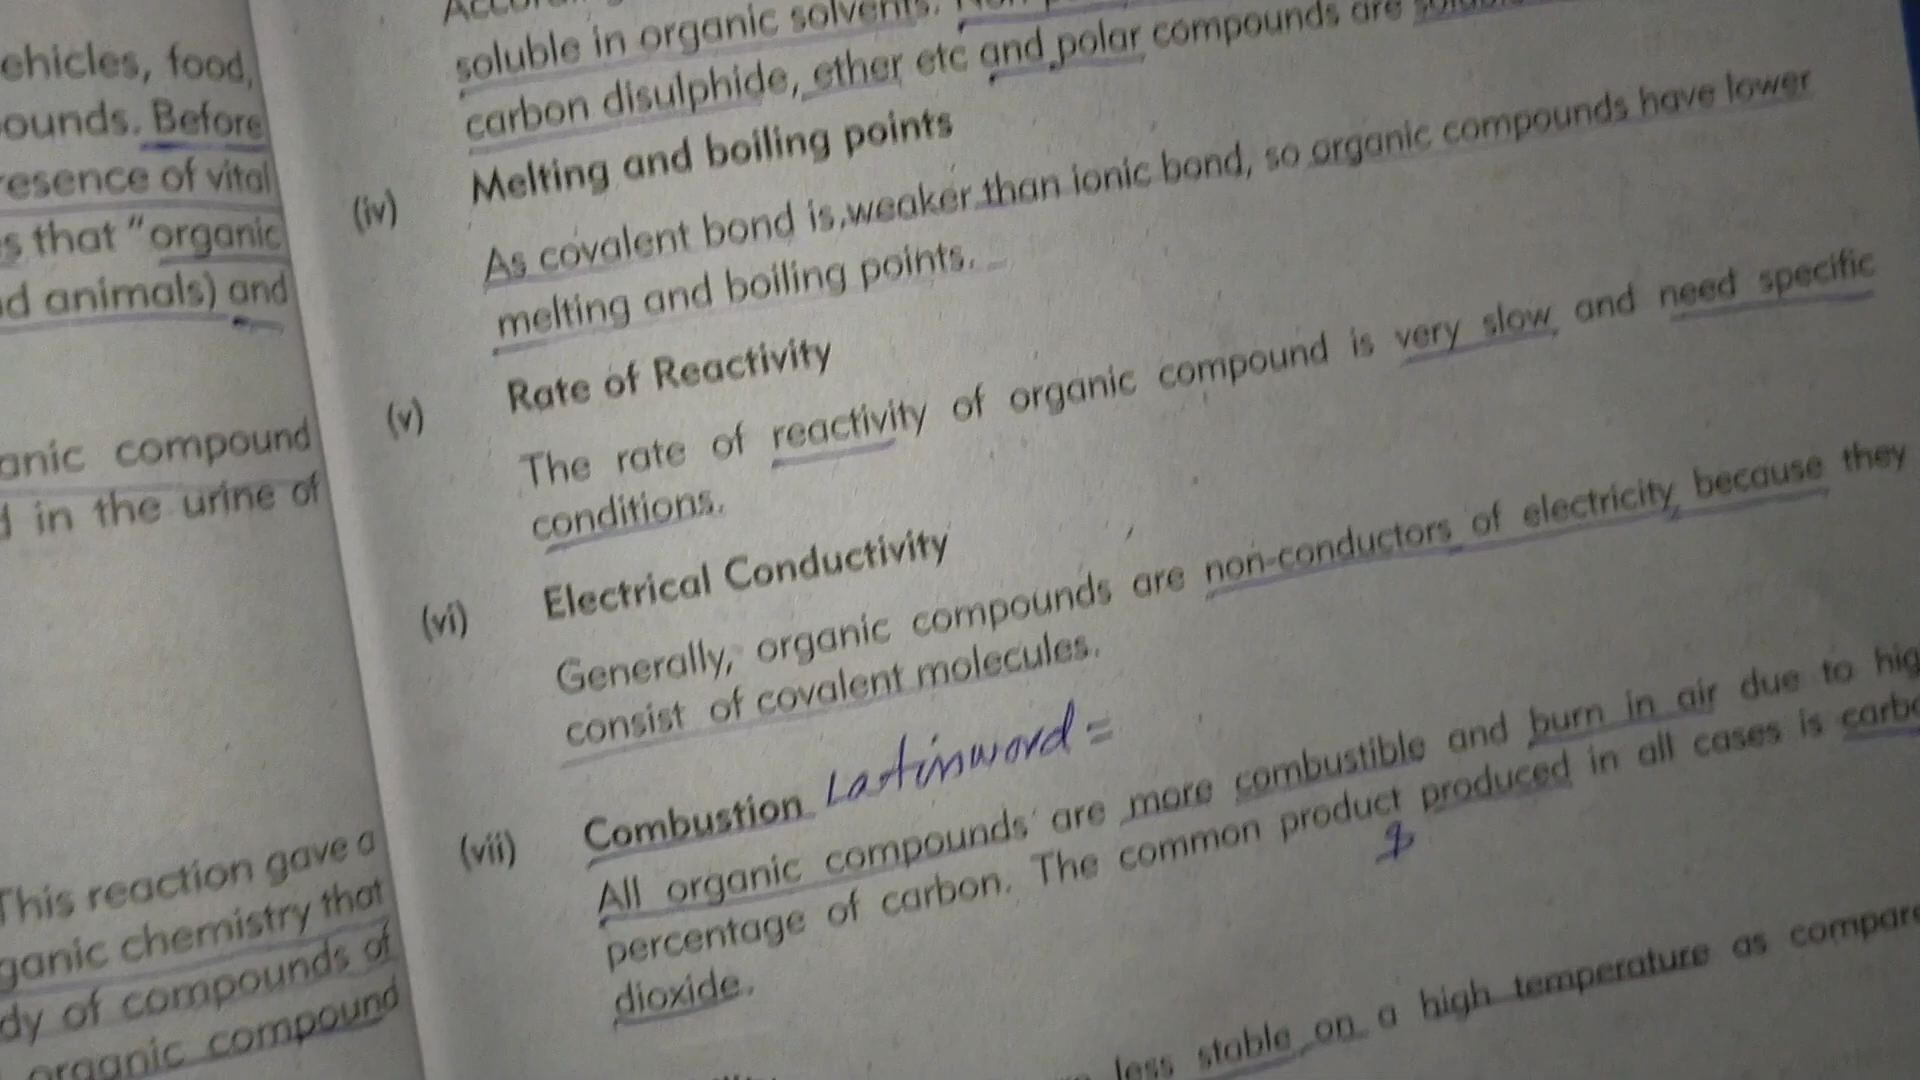 ehicles, food,
ounds. Before
resence of vital
s that "organic
d animals) and
anic compound
d in the urine of
This reaction gave a
ganic chemistry that
dy of compounds of
organic compound
soluble in organic solvents.
carbon disulphide, ether etc and polar compounds are
(iv) Melting and boiling points
As covalent bond is weaker than ionic bond, so organic compounds have lower
melting and boiling points.
(v) Rate of Reactivity
The rate of reactivity of organic compound is very slow and need specific
conditions.
(vi) Electrical Conductivity
Generally, organic compounds are non-conductors of electricity because they
consist of covalent molecules.
(vii) Combustion Lastinword =
All organic compounds are more combustible and burn in air due to hig
percentage of carbon. The common product produced in all cases is carbo
dioxide.
less stable on a high temperature as compare